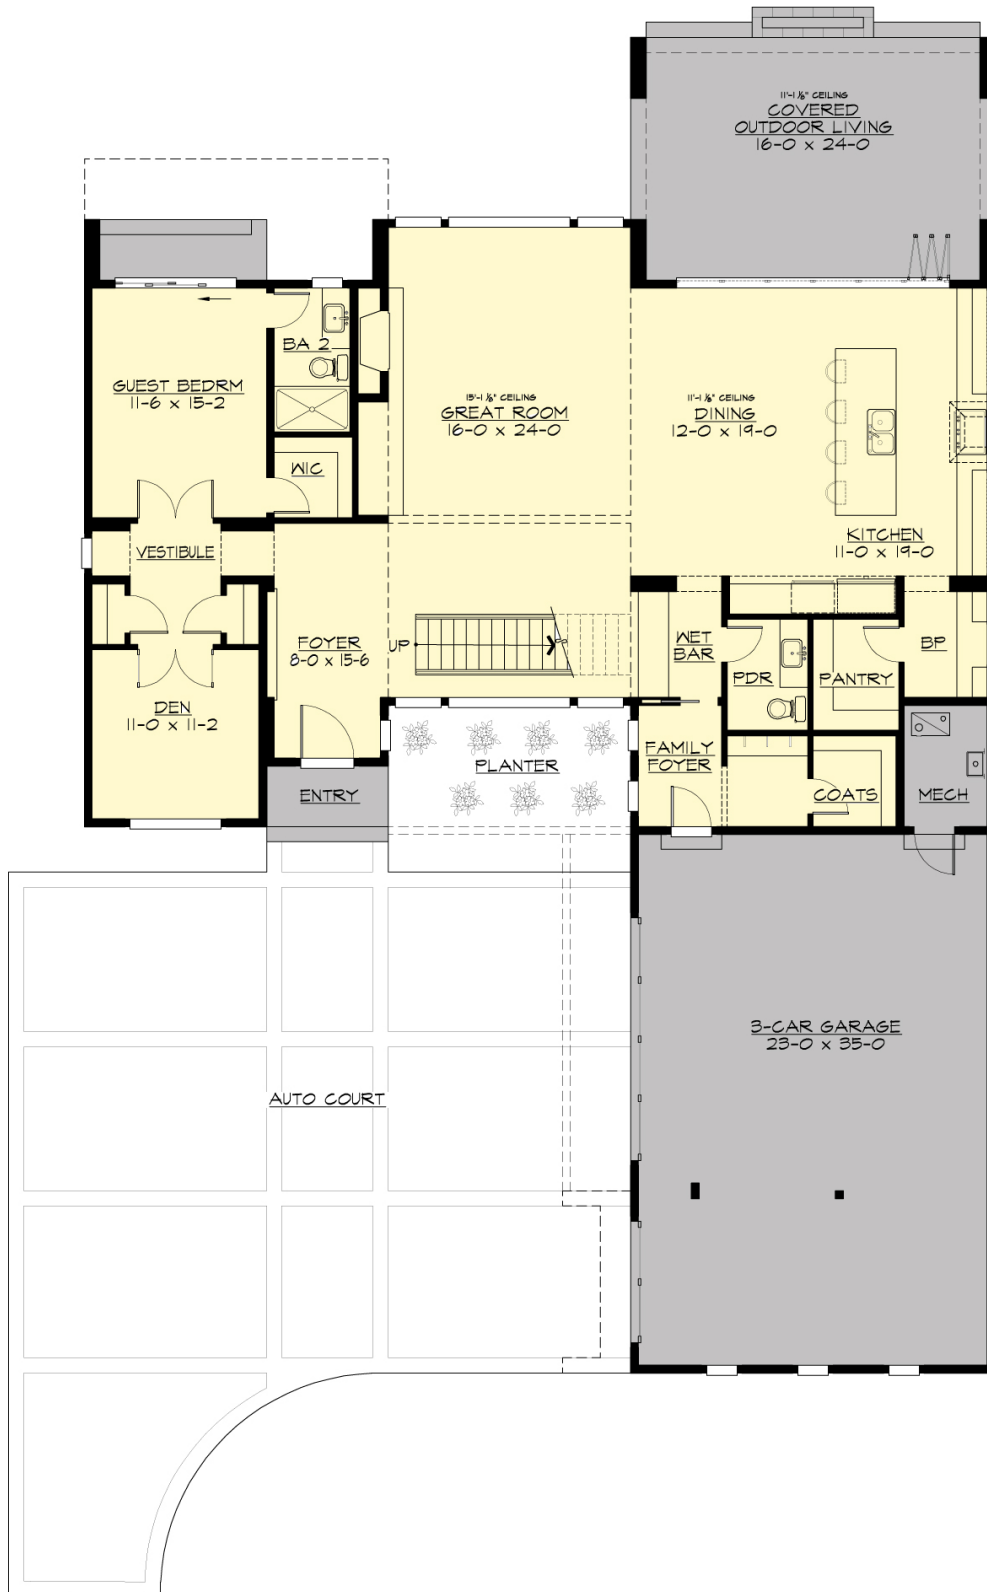 11'-1 1/8" CEILING
COVERED
OUTDOOR LIVING
16-0 x 24-0
BA 2
GUEST BEDRM
11-6 x 15-2
WIC
15'-1 1/8" CEILING
GREAT ROOM
16-0 x 24-0
11'-1 1/8" CEILING
DINING
12-0 x 19-0
KITCHEN
11-0 x 19-0
VESTIBULE
FOYER
8-0 x 15-6
UP
WET
BAR
PDR
PANTRY
BP
DEN
11-0 x 11-2
ENTRY
PLANTER
FAMILY
FOYER
COATS
MECH
3-CAR GARAGE
23-0 x 35-0
AUTO COURT